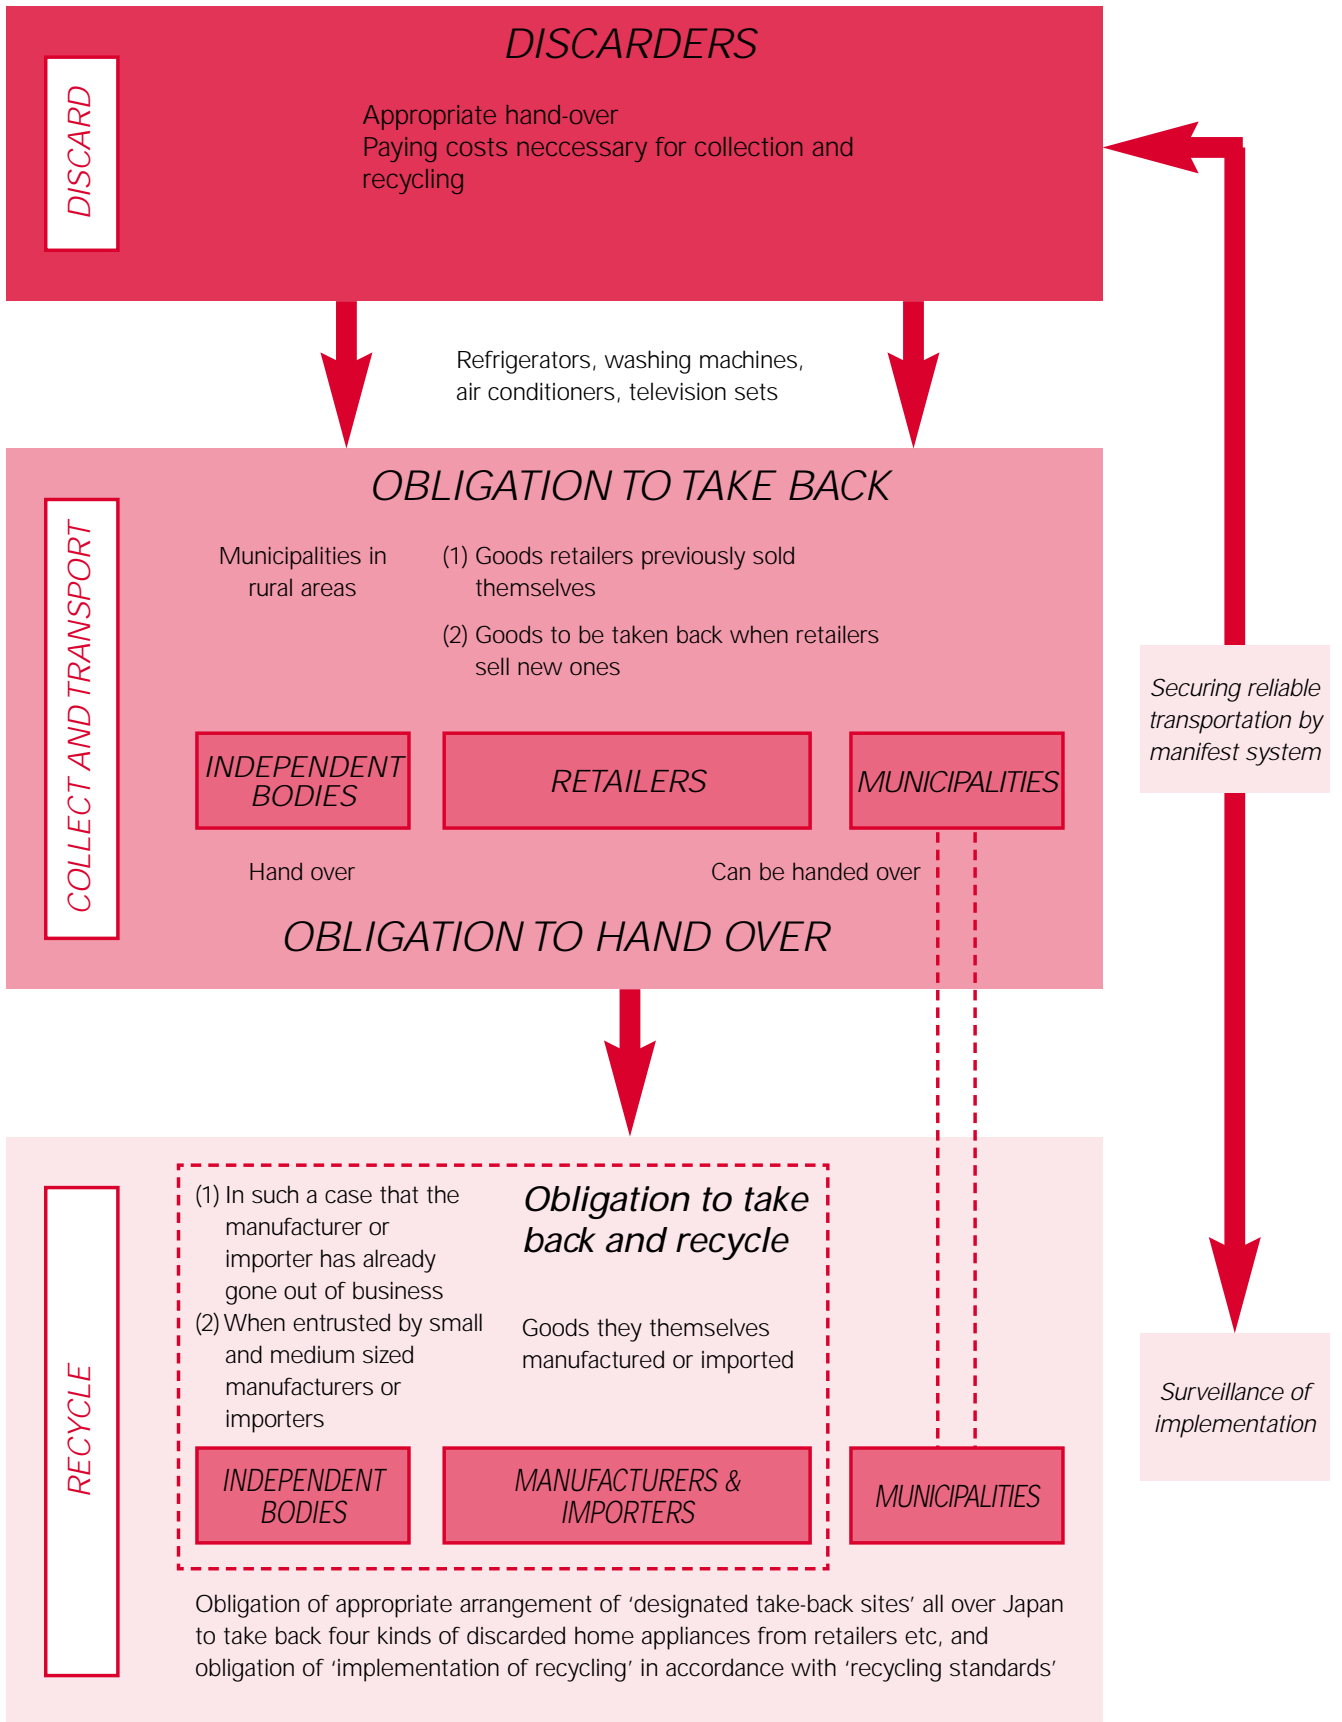 DISCARDERS
DISCARD
Appropriate hand-over
Paying costs neccessary for collection and
recycling
Refrigerators, washing machines,
air conditioners, television sets
OBLIGATION TO TAKE BACK
COLLECT AND TRANSPORT
Municipalities in
rural areas
(1) Goods retailers previously sold
themselves
(2) Goods to be taken back when retailers
sell new ones
INDEPENDENT
BODIES
RETAILERS
MUNICIPALITIES
Hand over
Can be handed over
OBLIGATION TO HAND OVER
Securing reliable
transportation by
manifest system
RECYCLE
(1) In such a case that the
manufacturer or
importer has already
gone out of business
(2) When entrusted by small
and medium sized
manufacturers or
importers
Obligation to take
back and recycle
Goods they themselves
manufactured or imported
INDEPENDENT
BODIES
MANUFACTURERS &
IMPORTERS
MUNICIPALITIES
Surveillance of
implementation
Obligation of appropriate arrangement of ‘designated take-back sites’ all over Japan
to take back four kinds of discarded home appliances from retailers etc, and
obligation of ‘implementation of recycling’ in accordance with ‘recycling standards’